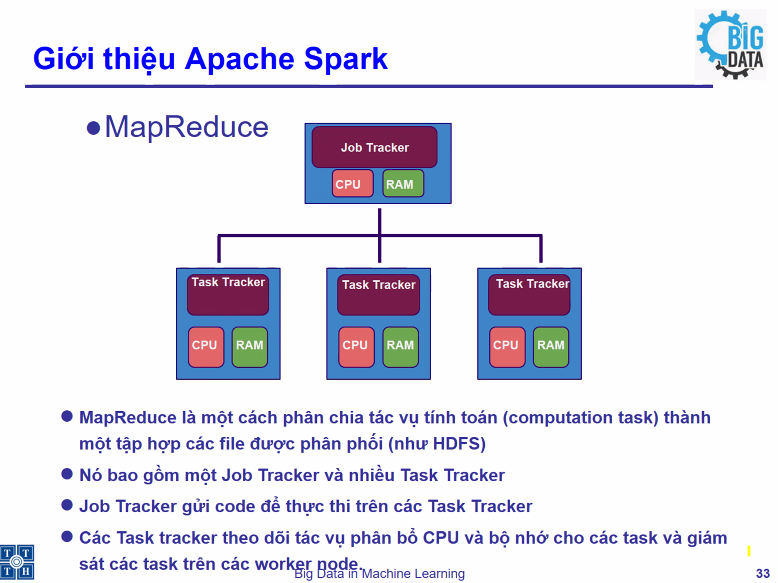 BIG
DATA
Giới thiệu Apache Spark
●MapReduce
Job Tracker
CPU RAM
Task Tracker Task Tracker Task Tracker
CPU RAM CPU RAM CPU RAM
● MapReduce là một cách phân chia tác vụ tính toán (computation task) thành
một tập hợp các file được phân phối (như HDFS)
● Nó bao gồm một Job Tracker và nhiều Task Tracker
● Job Tracker gửi code để thực thi trên các Task Tracker
● Các Task tracker theo dõi tác vụ phân bổ CPU và bộ nhớ cho các task và giám
sát các task trên các worker node.
T T
T H
Big Data in Machine Learning
33